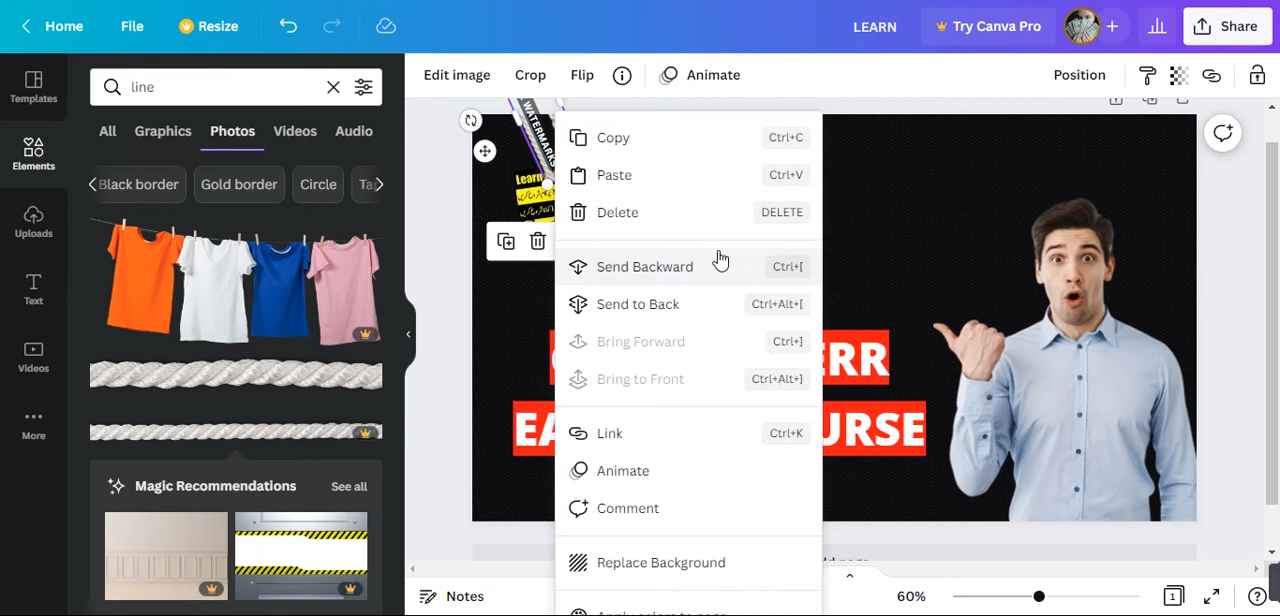 Home
File
Resize
LEARN
Try Canva Pro
Share
Templates
Elements
Uploads
Text
Videos
More
line
All
Graphics
Photos
Videos
Audio
Black border
Gold border
Circle
Magic Recommendations
See all
Edit image
Crop
Flip
Animate
Position
WATERMARKS
Learn
Copy
Ctrl+C
Paste
Ctrl+V
Delete
DELETE
Send Backward
Ctrl+[
Send to Back
Ctrl+Alt+[
Bring Forward
Ctrl+]
Bring to Front
Ctrl+Alt+]
Link
Ctrl+K
Animate
Comment
Replace Background
ERR
URSE
Notes
60%
1